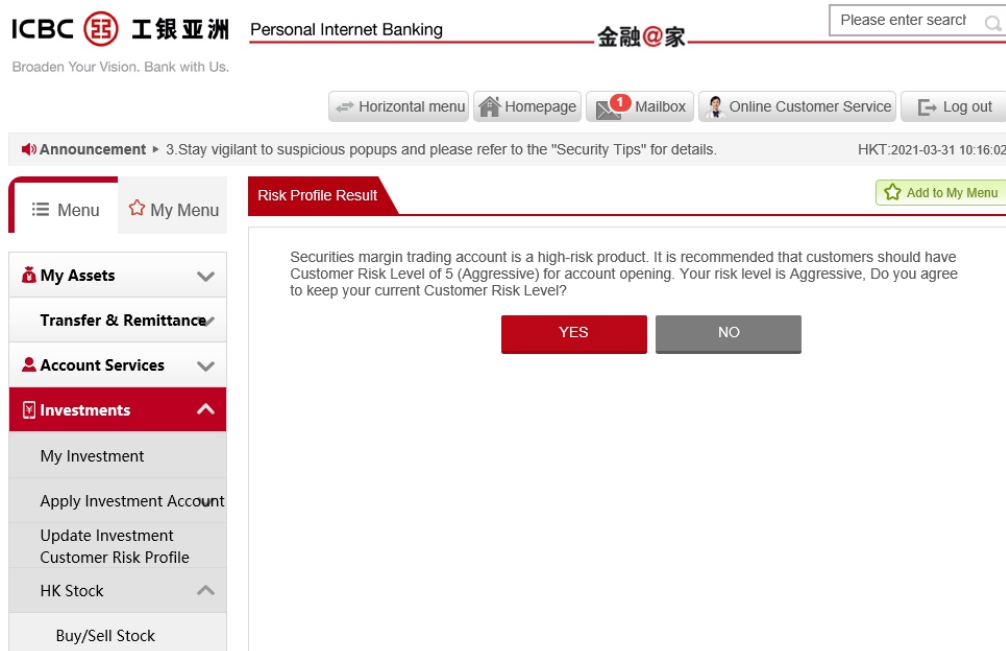 ICBC 工银亚洲
Personal Internet Banking
金融@家
Please enter search
Broaden Your Vision. Bank with Us.
Horizontal menu
Homepage
1
Mailbox
Online Customer Service
Log out
Announcement 3.Stay vigilant to suspicious popups and please refer to the "Security Tips" for details.
HKT:2021-03-31 10:16:02
Menu
My Menu
Risk Profile Result
Add to My Menu
Securities margin trading account is a high-risk product. It is recommended that customers should have
Customer Risk Level of 5 (Aggressive) for account opening. Your risk level is Aggressive, Do you agree
to keep your current Customer Risk Level?
YES
NO
My Assets
Transfer & Remittance
Account Services
Investments
My Investment
Apply Investment Account
Update Investment
Customer Risk Profile
HK Stock
Buy/Sell Stock